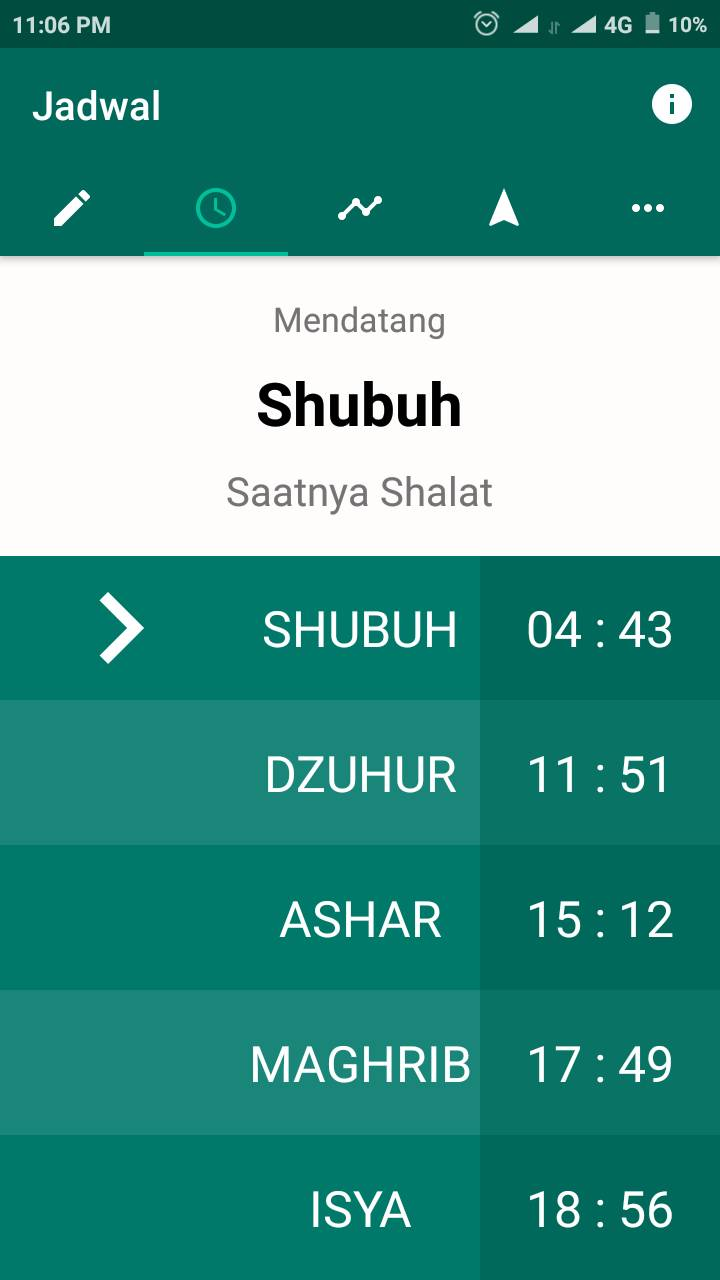 11:06 PM 4G 10%
Jadwal
Mendatang
Shubuh
Saatnya Shalat
SHUBUH 04 : 43
DZUHUR 11 : 51
ASHAR 15 : 12
MAGHRIB 17 : 49
ISYA 18 : 56